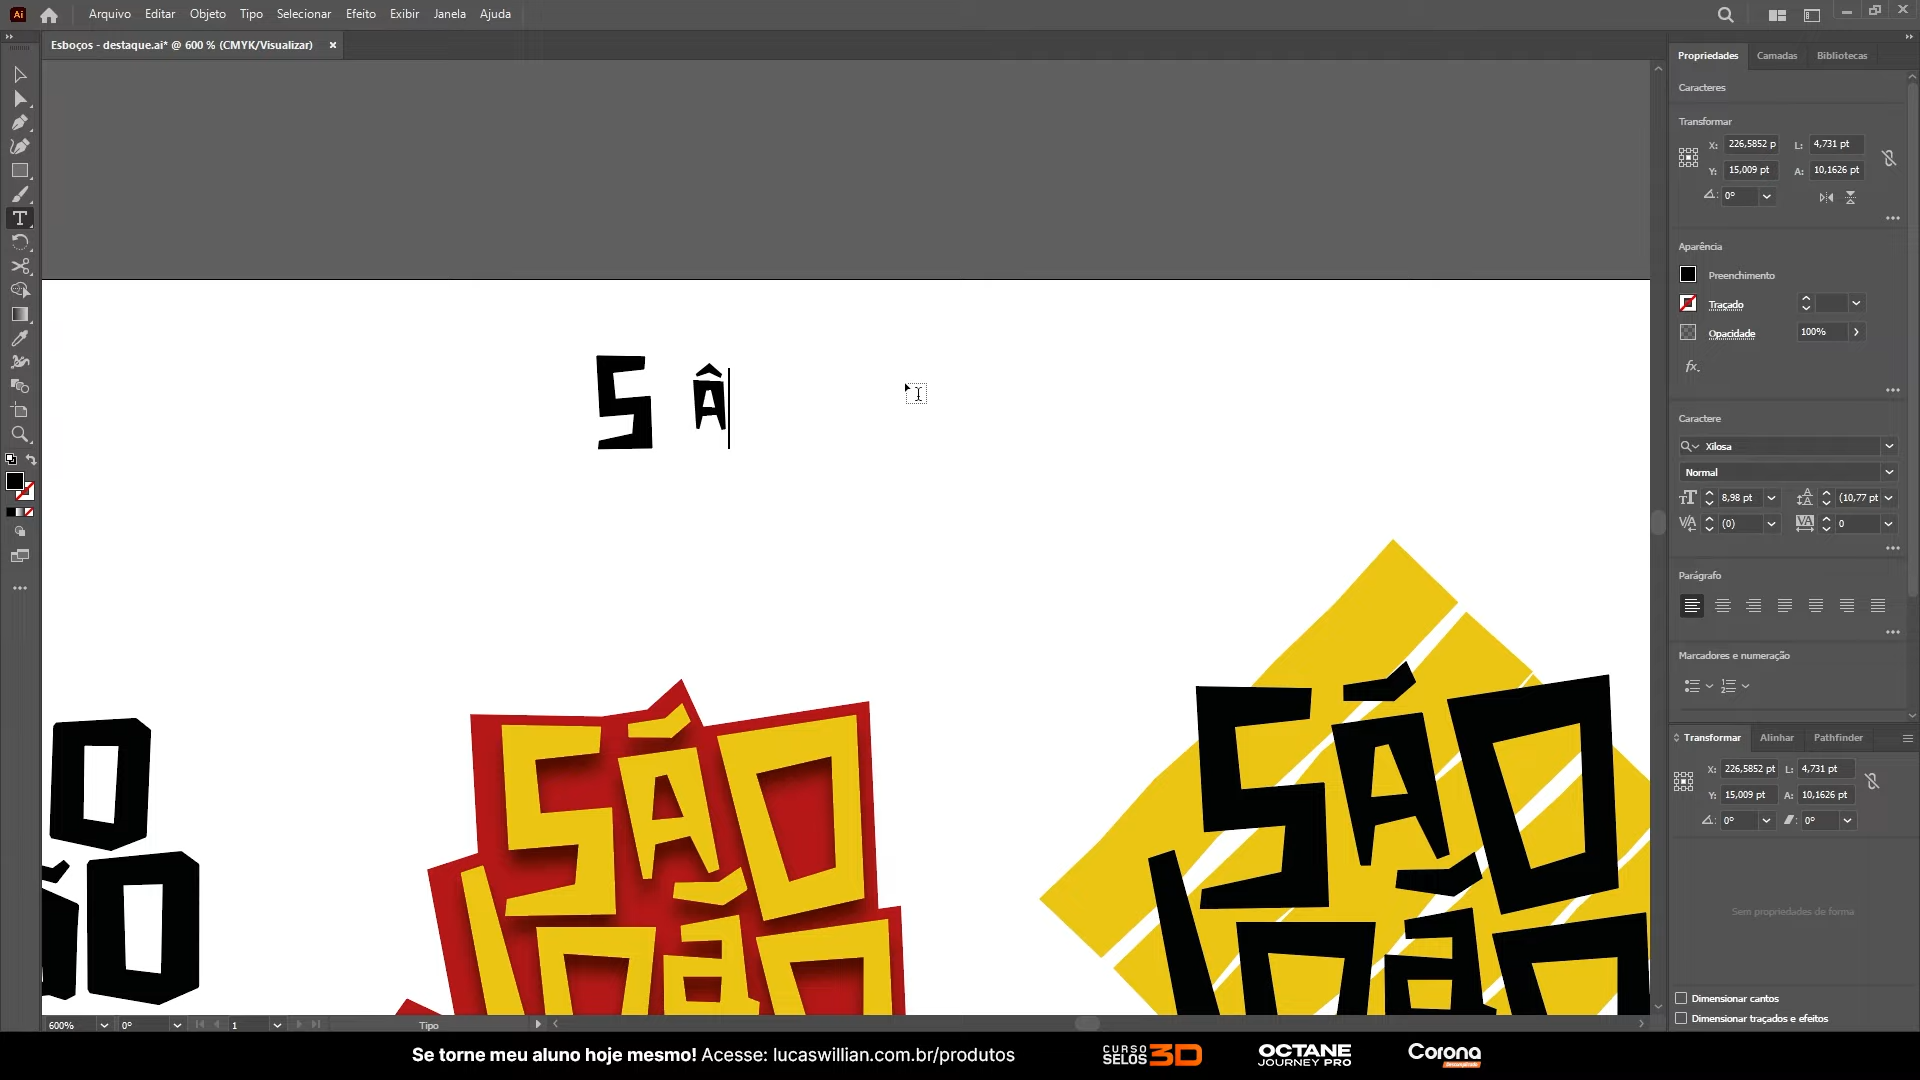 Ai
Arquivo Editar Objeto Tipo Selecionar Efeito Exibir Janela Ajuda
Esboços - destaque.ai* @ 600 % (CMYK/Visualizar) ×
Propriedades Camadas Bibliotecas
Caracteres
Transformar
X: 226,5852 p L: 4,731 pt
Y: 15,009 pt A: 10,1626 pt
0°
Aparência
Preenchimento
Traçado
Opacidade 100%
fx.
Caractere
Xilosa
Normal
8,98 pt (10,77 pt
(0) 0
Parágrafo
Marcadores e numeração
Transformar Alinhar Pathfinder
X: 226,5852 pt L: 4,731 pt
Y: 15,009 pt A: 10,1626 pt
0° 0°
Sem propriedades de forma
Dimensionar cantos
Dimensionar traçados e efeitos
S Â
SÃO
JOÃO
SÃO
JOÃO
600% 0° 1 Tipo
Se torne meu aluno hoje mesmo! Acesse: lucaswillian.com.br/produtos
CURSO SELOS 3D
OCTANE JOURNEY PRO
Corona